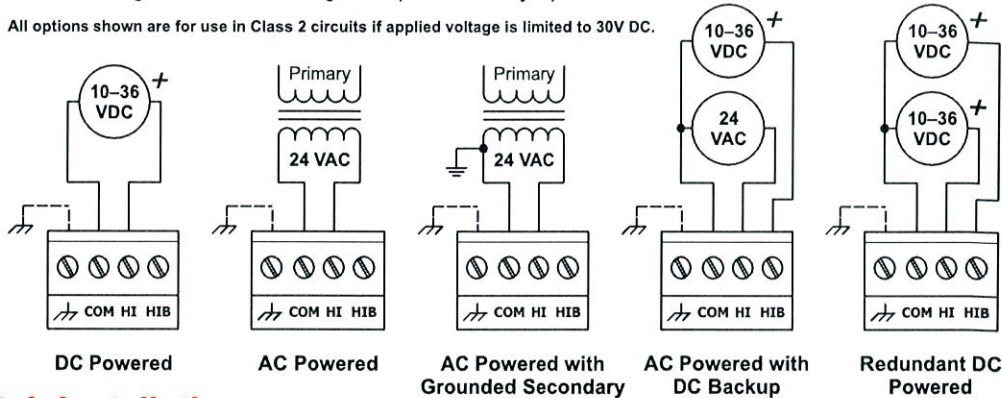 All options shown are for use in Class 2 circuits if applied voltage is limited to 30V DC.
10–36
VDC
+
COM HI HIB
DC Powered
Primary
24 VAC
COM HI HIB
AC Powered
Primary
24 VAC
COM HI HIB
AC Powered with
Grounded Secondary
10–36
VDC
+
24
VAC
COM HI HIB
AC Powered with
DC Backup
10–36
VDC
+
10–36
VDC
+
COM HI HIB
Redundant DC
Powered